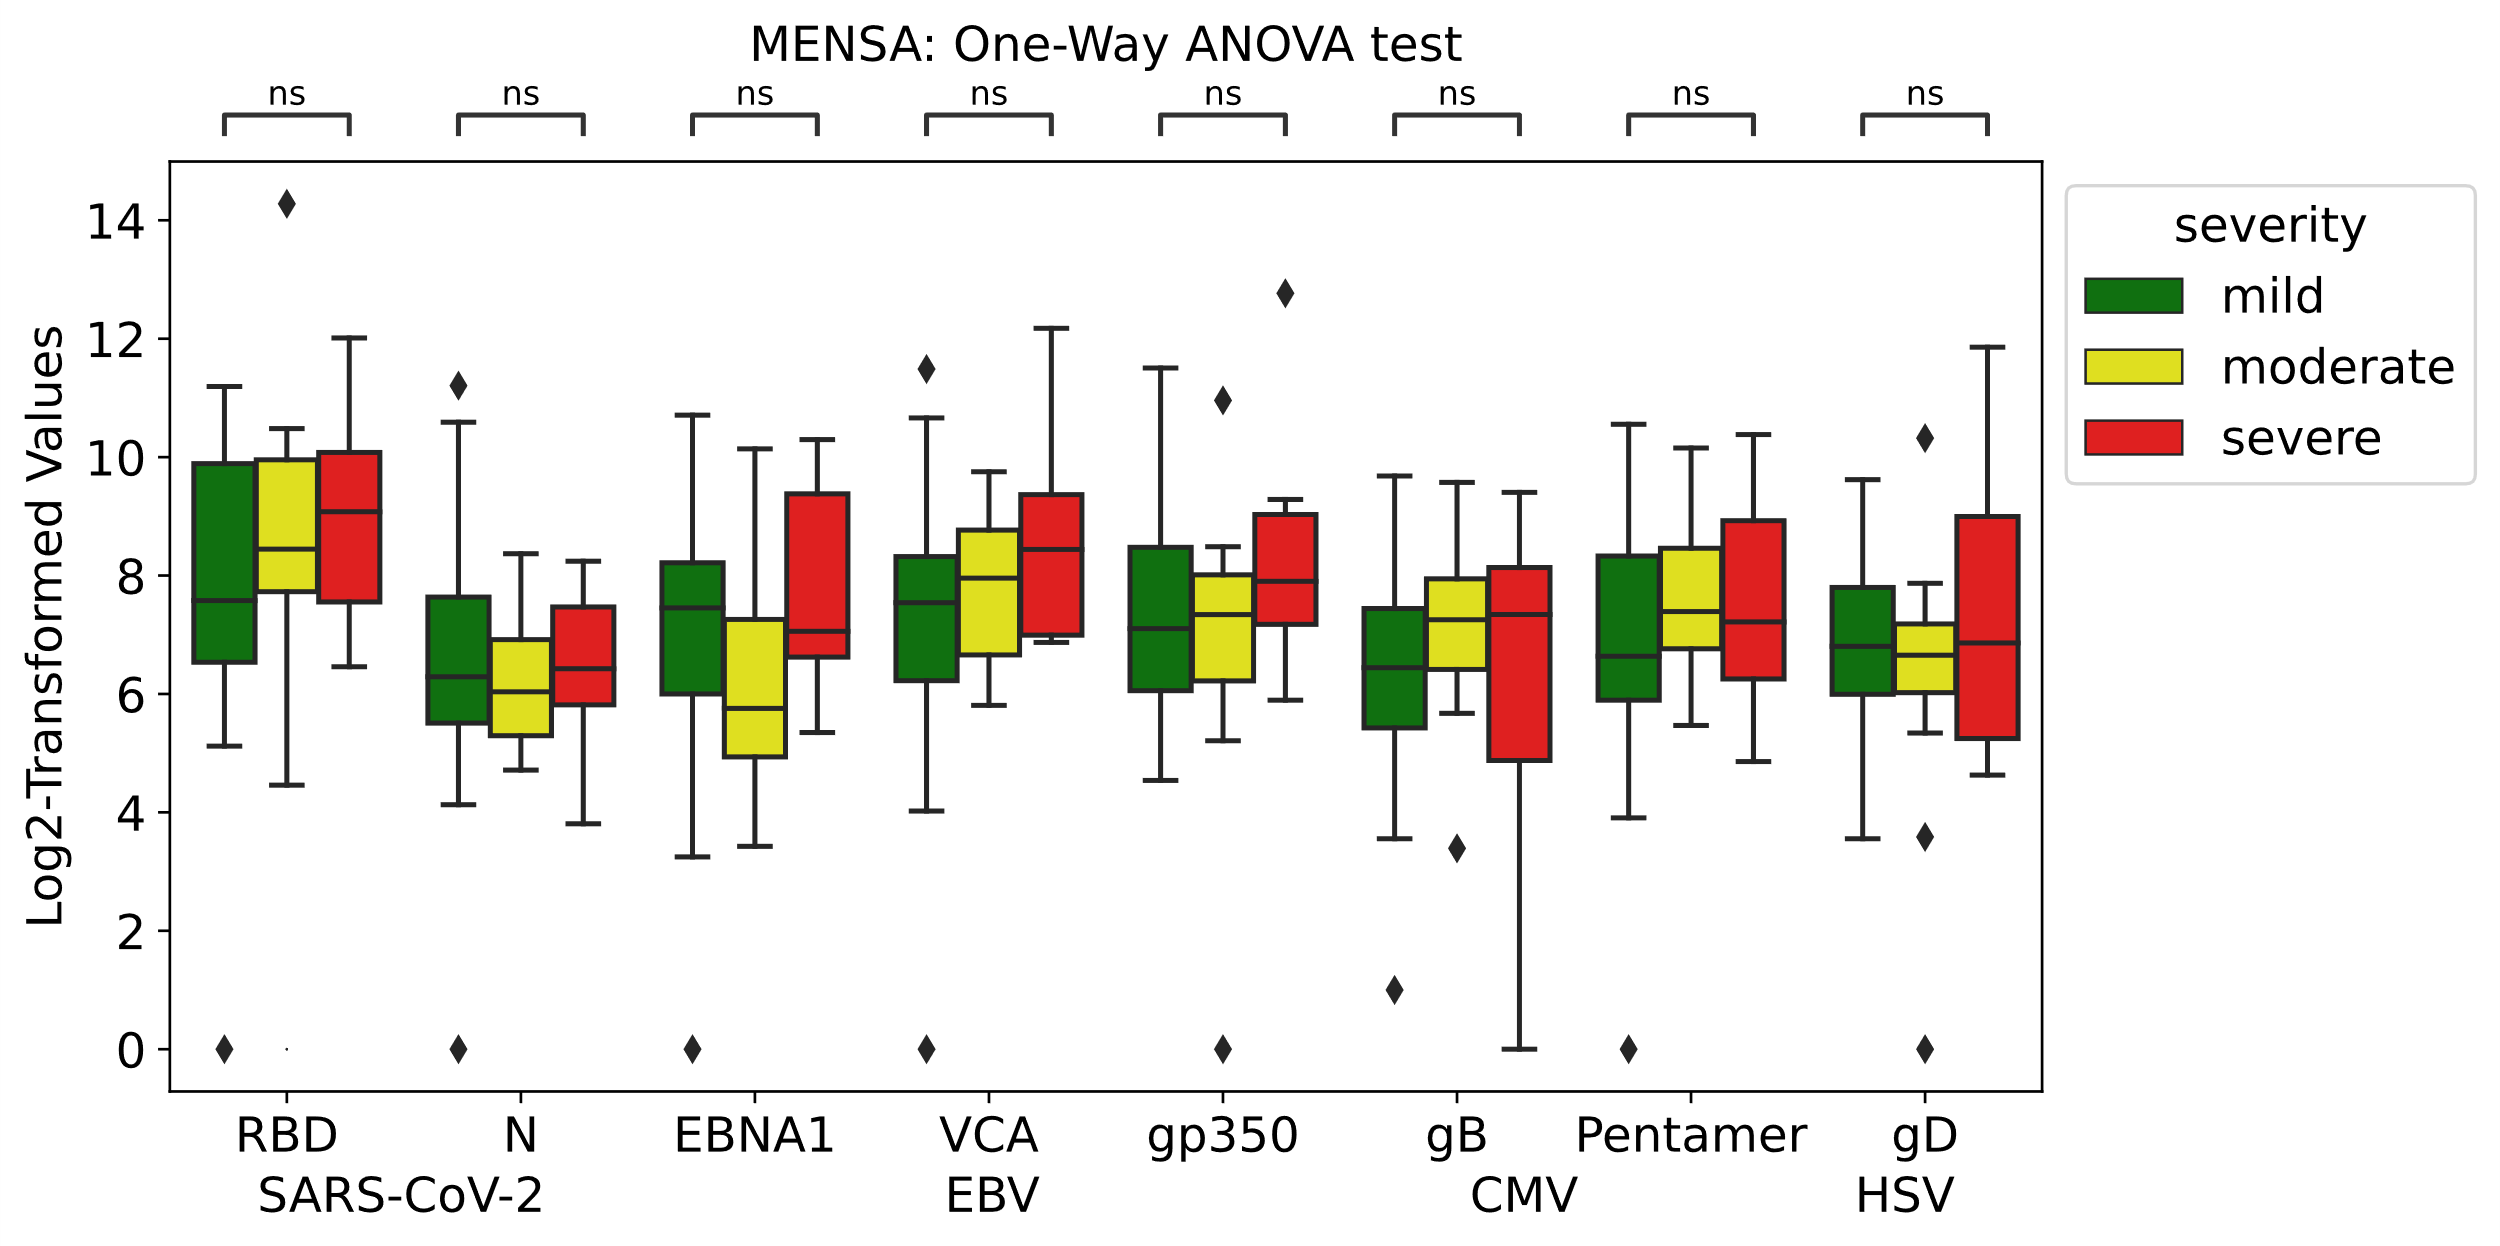 MENSA: One-Way ANOVA test
ns ns ns ns ns ns ns ns
Log2-Transformed Values
14
12
10
8
6
4
2
0
severity
mild
moderate
severe
RBD N EBNA1 VCA gp350 gB Pentamer gD
SARS-CoV-2 EBV CMV HSV